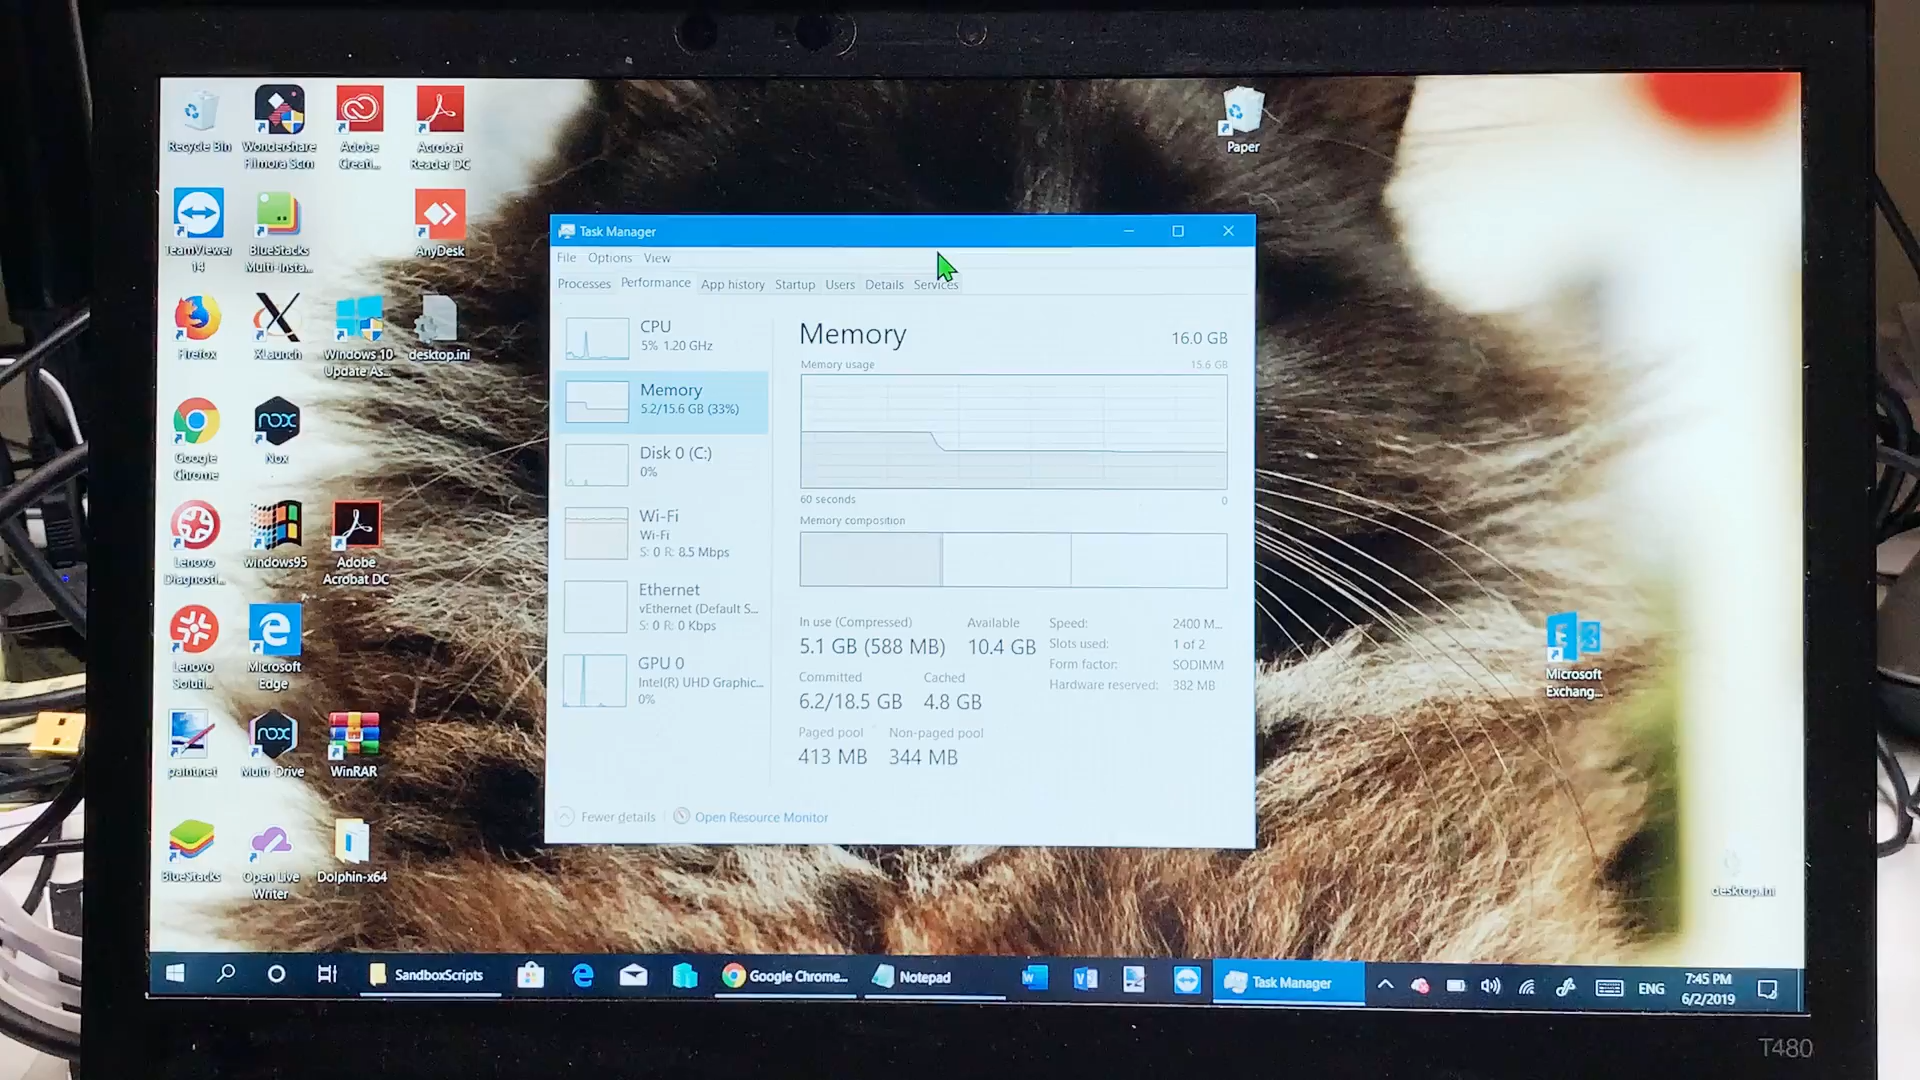 Recycle Bin
Wondershare
Filmora Scrn
Adobe
Creati...
Acrobat
Reader DC
Paper
TeamViewer
14
BlueStacks
Multi-Insta...
AnyDesk
Firefox
XLaunch
Windows 10
Update As...
desktop.ini
Google
Chrome
nox
Nox
Lenovo
Diagnosti...
windows95
Adobe
Acrobat DC
Lenovo
Soluti...
Microsoft
Edge
paintnet
nox
Multi-Drive
WinRAR
BlueStacks
Open Live
Writer
Dolphin-x64
Microsoft
Exchang...
desktop.ini
Task Manager
File Options View
Processes Performance App history Startup Users Details Services
CPU
5% 1.20 GHz
Memory
5.2/15.6 GB (33%)
Disk 0 (C:)
0%
Wi-Fi
Wi-Fi
S: 0 R: 8.5 Mbps
Ethernet
vEthernet (Default S...
S: 0 R: 0 Kbps
GPU 0
Intel(R) UHD Graphic...
0%
Memory 16.0 GB
Memory usage 15.6 GB
60 seconds 0
Memory composition
In use (Compressed) Available
5.1 GB (588 MB) 10.4 GB
Committed Cached
6.2/18.5 GB 4.8 GB
Paged pool Non-paged pool
413 MB 344 MB
Speed: 2400 M...
Slots used: 1 of 2
Form factor: SODIMM
Hardware reserved: 382 MB
Fewer details Open Resource Monitor
SandboxScripts
Google Chrome...
Notepad
Task Manager
ENG
7:45 PM
6/2/2019
T480